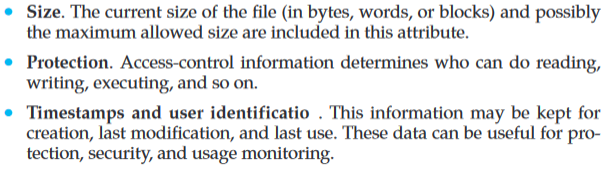 • Size. The current size of the file (in bytes, words, or blocks) and possibly
the maximum allowed size are included in this attribute.
• Protection. Access-control information determines who can do reading,
writing, executing, and so on.
• Timestamps and user identificatio . This information may be kept for
creation, last modification, and last use. These data can be useful for pro-
tection, security, and usage monitoring.